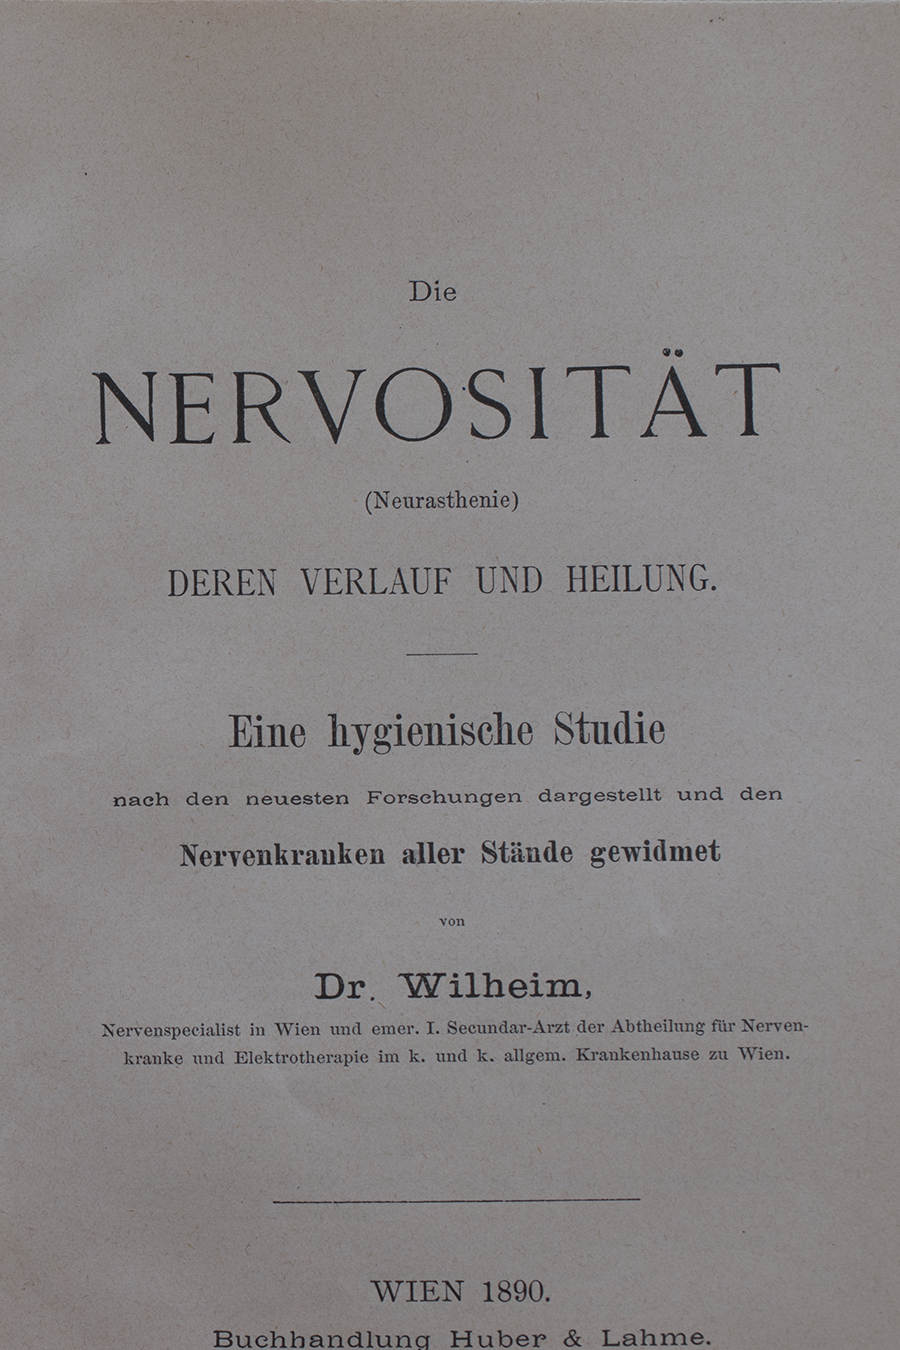 Die
NERVOSITÄT
(Neurasthenie)
DEREN VERLAUF UND HEILUNG.
Eine hygienische Studie
nach den neuesten Forschungen dargestellt und den
Nervenkranken aller Stände gewidmet
von
Dr. Wilheim,
Nervenspecialist in Wien und emer. I. Secundar-Arzt der Abtheilung für Nerven-
kranke und Elektrotherapie im k. und k. allgem. Krankenhause zu Wien.
WIEN 1890.
Buchhandlung Huber & Lahme.